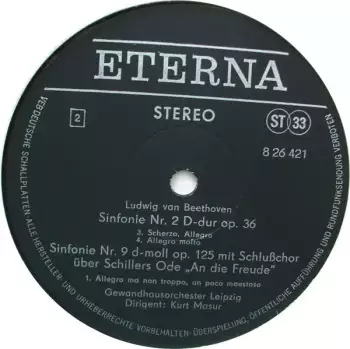 ETERNA
STEREO
2
ST 33
8 26 421
Ludwig van Beethoven
Sinfonie Nr. 2 D-dur op. 36
3. Scherzo, Allegro
4. Allegro molto
Sinfonie Nr. 9 d-moll op. 125 mit Schlußchor
über Schillers Ode „An die Freude"
1. Allegro ma non troppo, un poco maestoso
Gewandhausorchester Leipzig
Dirigent: Kurt Masur
VEB DEUTSCHE SCHALLPLATTEN ALLE HERSTELLER- UND URHEBERRECHTE VORBEHALTEN-ÜBERSPIELUNG, ÖFFENTLICHE AUFFÜHRUNG UND RUNDFUNKSENDUNG VERBOTEN